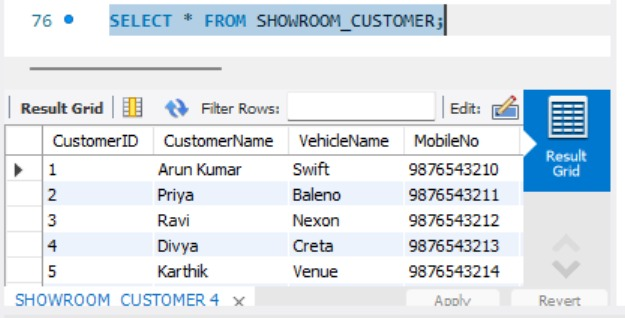 76 SELECT * FROM SHOWROOM_CUSTOMER;
Result Grid Filter Rows: Edit:
CustomerID CustomerName VehicleName MobileNo
1 Arun Kumar Swift 9876543210
2 Priya Baleno 9876543211
3 Ravi Nexon 9876543212
4 Divya Creta 9876543213
5 Karthik Venue 9876543214
Result
Grid
SHOWROOM_CUSTOMER 4 Apply Revert